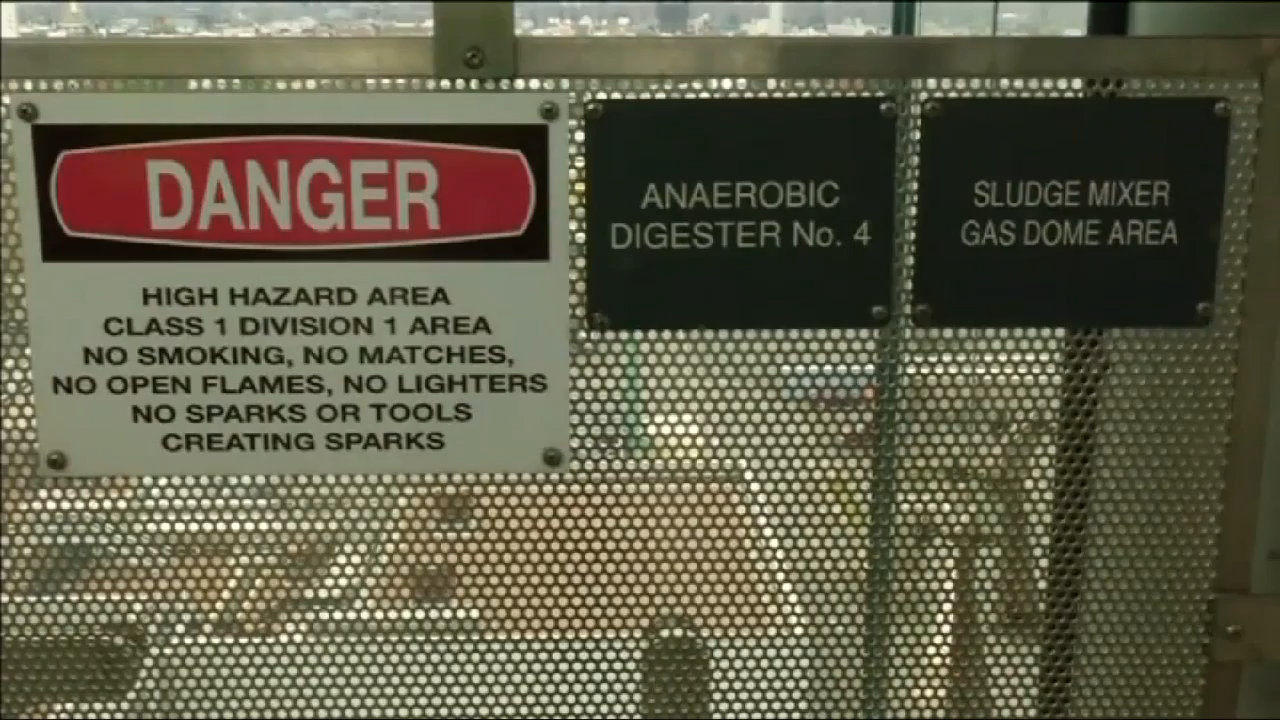 DANGER
HIGH HAZARD AREA
CLASS 1 DIVISION 1 AREA
NO SMOKING, NO MATCHES,
NO OPEN FLAMES, NO LIGHTERS
NO SPARKS OR TOOLS
CREATING SPARKS
ANAEROBIC
DIGESTER No. 4
SLUDGE MIXER
GAS DOME AREA